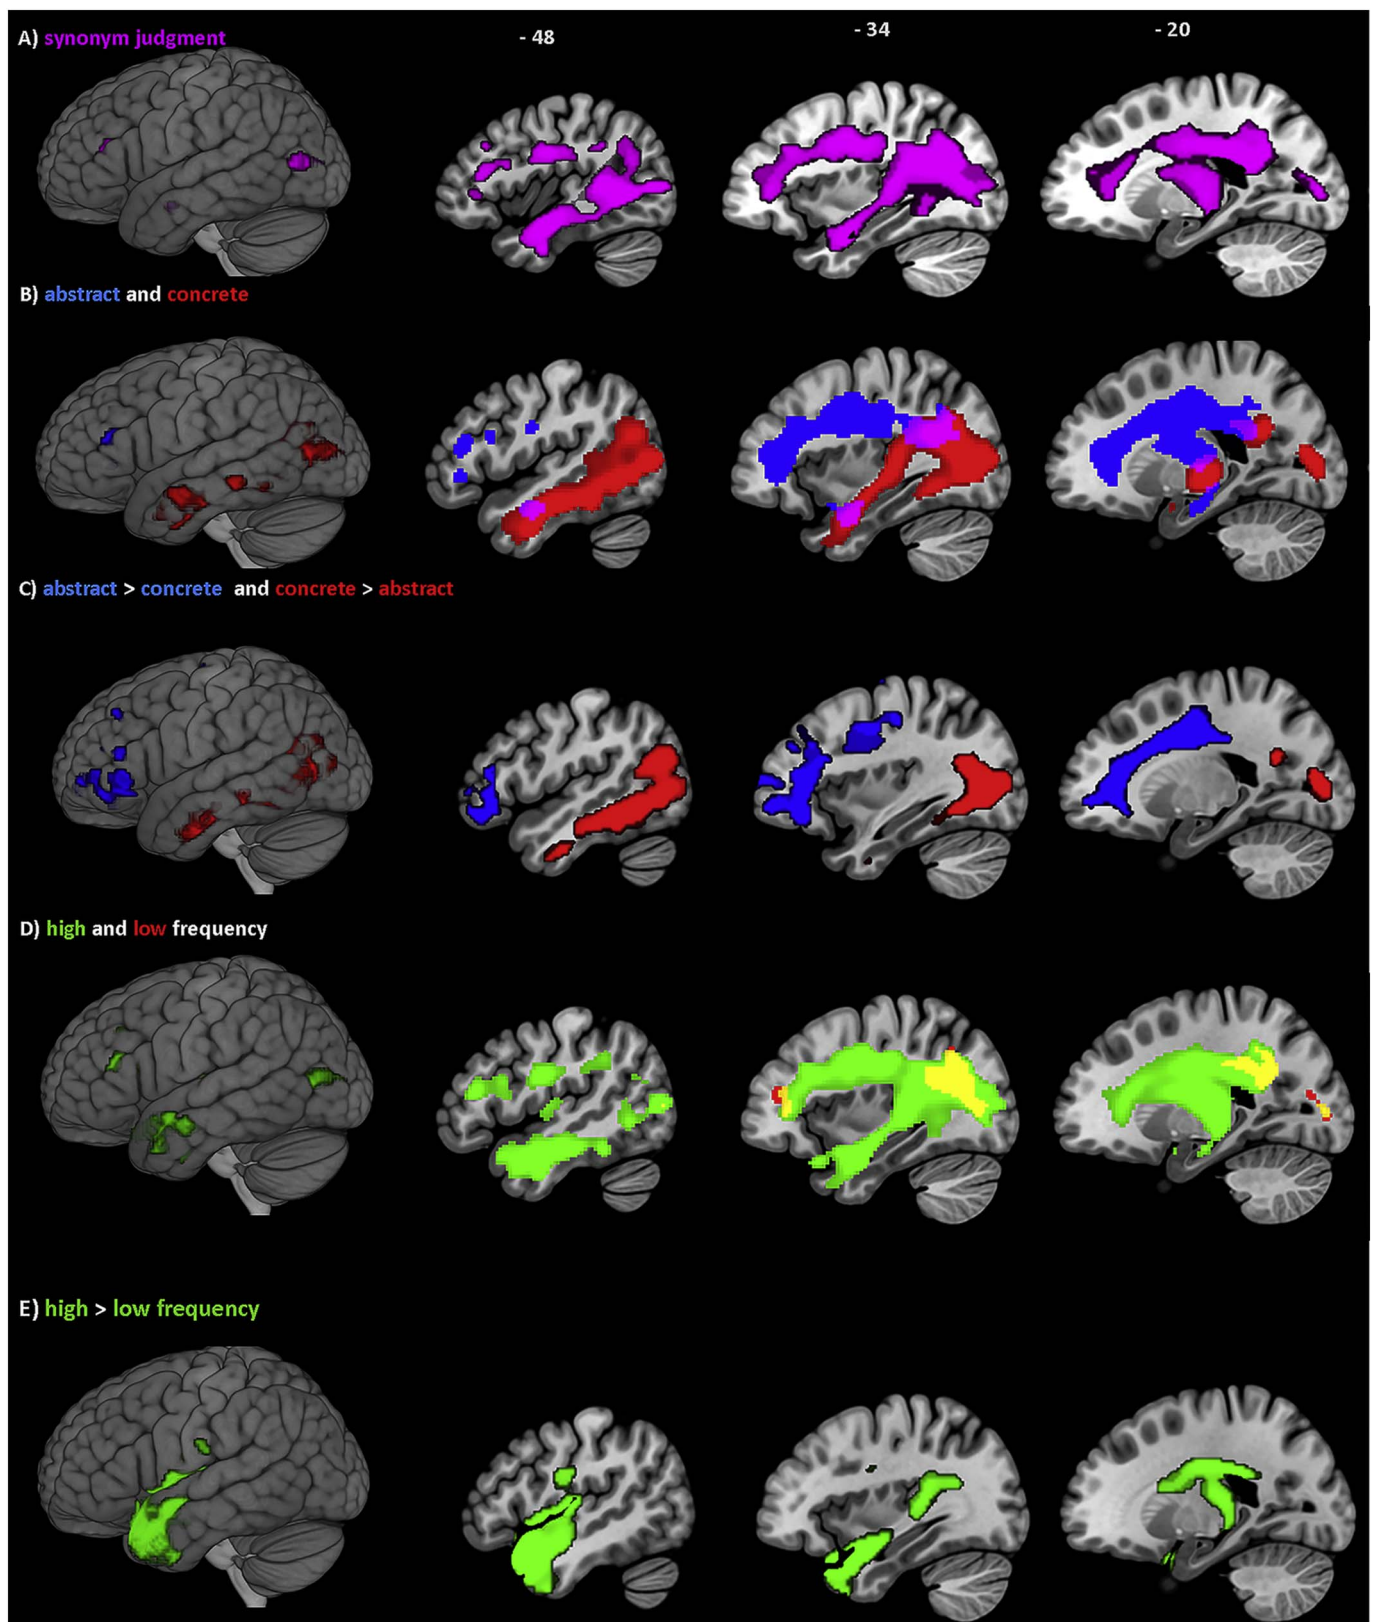 A) synonym judgment
- 48
- 34
- 20
B) abstract and concrete
C) abstract > concrete and concrete > abstract
D) high and low frequency
E) high > low frequency